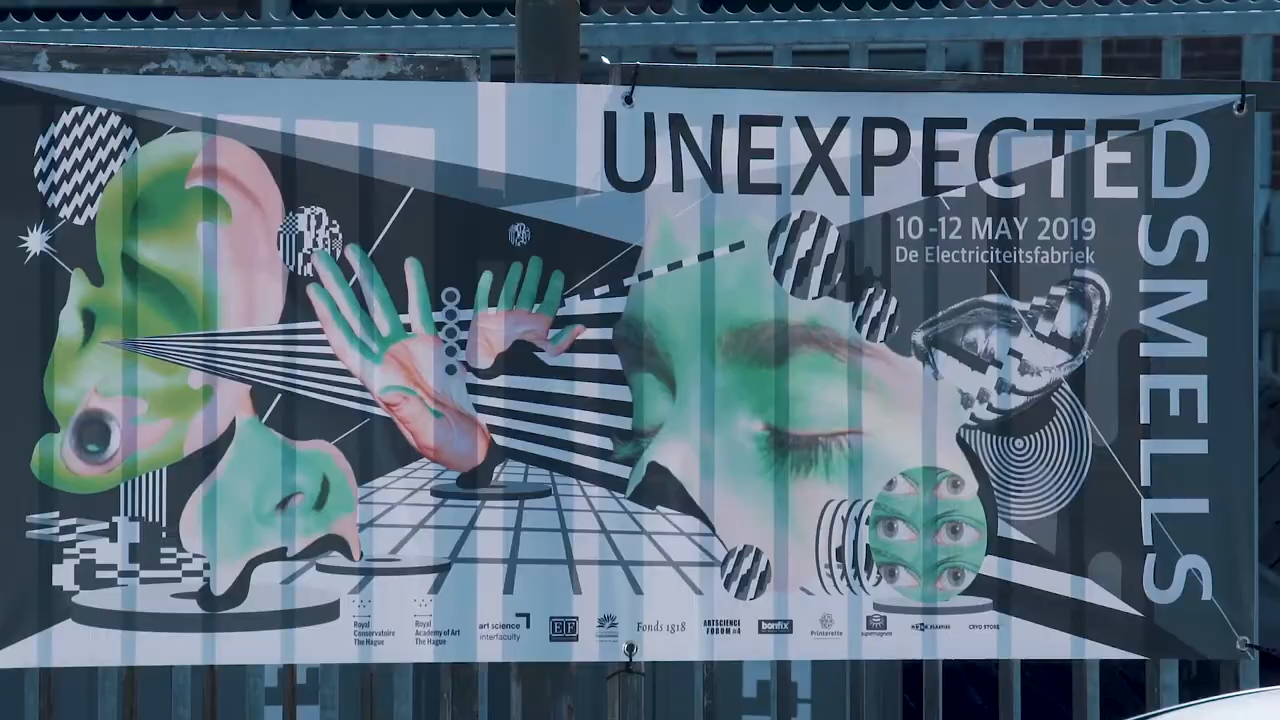 UNEXPECTED
SMELLS
10-12 MAY 2019
De Electriciteitsfabriek
Royal
Conservatoire
The Hague
Royal
Academy of Art
The Hague
art science
interfaculty
EF
Fonds 1818
ARTSCIENCE
FORUM #4
bonfix
Printerette
CRYO STORE